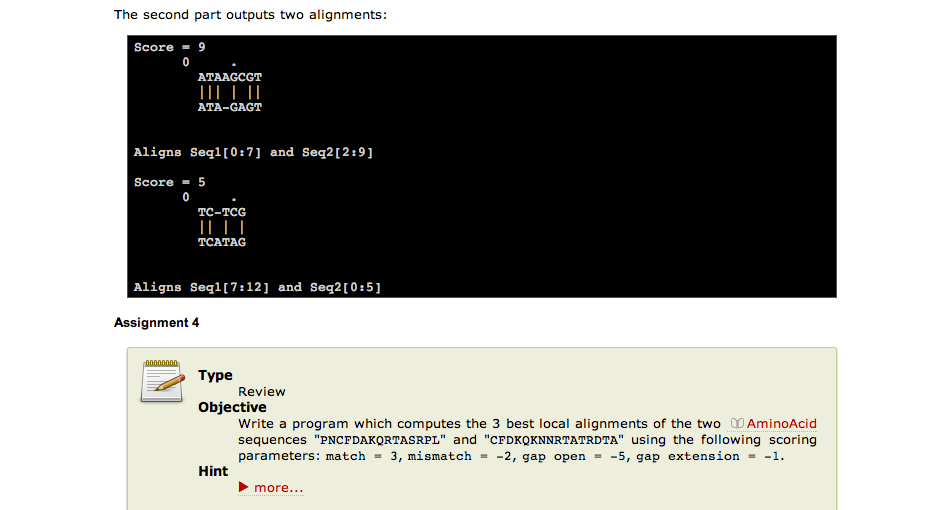 The second part outputs two alignments:
Score = 9
0 .
ATAAGCGT
||| | ||
ATA-GAGT
Aligns Seq1[0:7] and Seq2[2:9]
Score = 5
0 .
TC-TCG
|| | |
TCATAG
Aligns Seq1[7:12] and Seq2[0:5]
Assignment 4
Type
Review
Objective
Write a program which computes the 3 best local alignments of the two AminoAcid
sequences "PNCFDAKQRTASRPL" and "CFDKQKNNRTATRDTA" using the following scoring
parameters: match = 3, mismatch = -2, gap open = -5, gap extension = -1.
Hint
more...